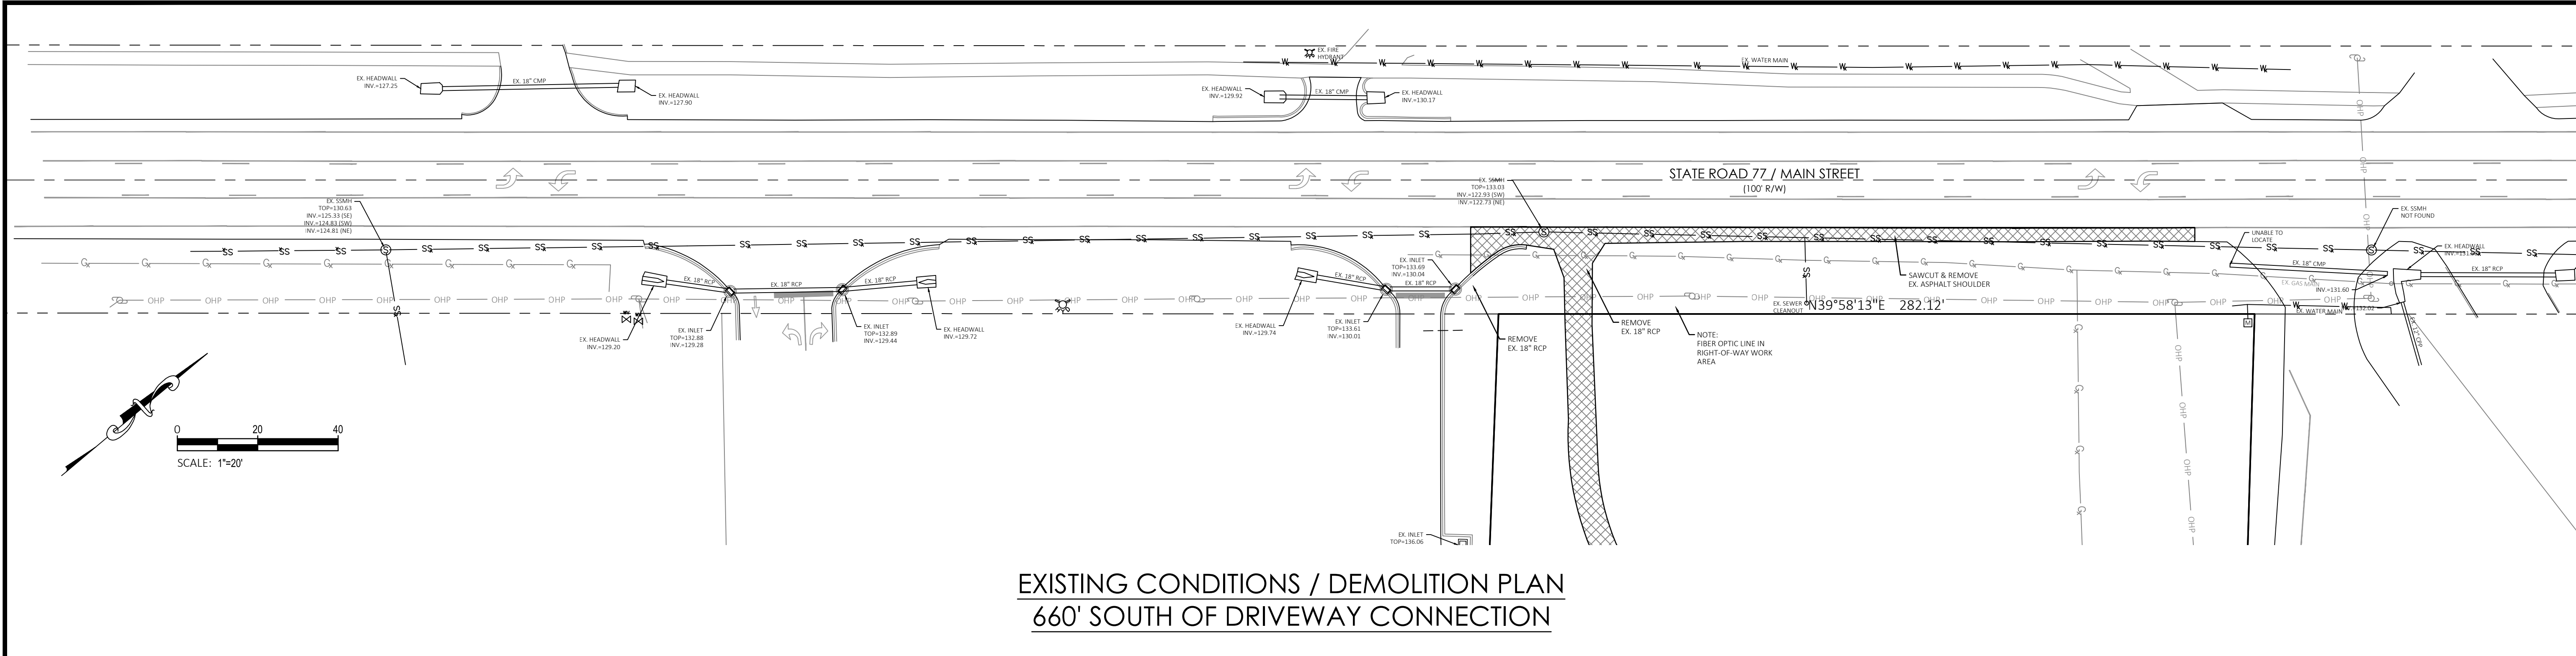 EX. FIRE
HYDRANT
EX. HEADWALL
INV.=127.25
EX. 18" CMP
EX. HEADWALL
INV.=127.90
EX. HEADWALL
INV.=129.92
EX. 18" CMP
EX. HEADWALL
INV.=130.17
EX. WATER MAIN
STATE ROAD 77 / MAIN STREET
(100' R/W)
EX. SSMH
TOP=133.03
INV.=122.93 (SW)
INV.=122.73 (NE)
EX. SSMH
TOP=130.63
INV.=125.33 (SE)
INV.=124.83 (SW)
INV.=124.81 (NE)
EX. SSMH
NOT FOUND
UNABLE TO
LOCATE
EX. HEADWALL
EX. 18" CMP
EX. 18" RCP
EX. GAS MAIN
INV.=131.60
EX. WATER MAIN
EX. 12" CPP
EX. 18" RCP
EX. 18" RCP
EX. 18" RCP
EX. HEADWALL
INV.=129.20
EX. INLET
TOP=132.88
INV.=129.28
EX. INLET
TOP=132.89
INV.=129.44
EX. HEADWALL
INV.=129.72
EX. HEADWALL
INV.=129.74
EX. 18" RCP
EX. INLET
TOP=133.61
INV.=130.01
EX. INLET
TOP=133.69
INV.=130.04
EX. 18" RCP
REMOVE
EX. 18" RCP
REMOVE
EX. 18" RCP
NOTE:
FIBER OPTIC LINE IN
RIGHT-OF-WAY WORK
AREA
SAWCUT & REMOVE
EX. ASPHALT SHOULDER
EX. SEWER
CLEANOUT
N39°58'13"E 282.12'
EX. INLET
TOP=136.06
0 20 40
SCALE: 1"=20'
EXISTING CONDITIONS / DEMOLITION PLAN
660' SOUTH OF DRIVEWAY CONNECTION